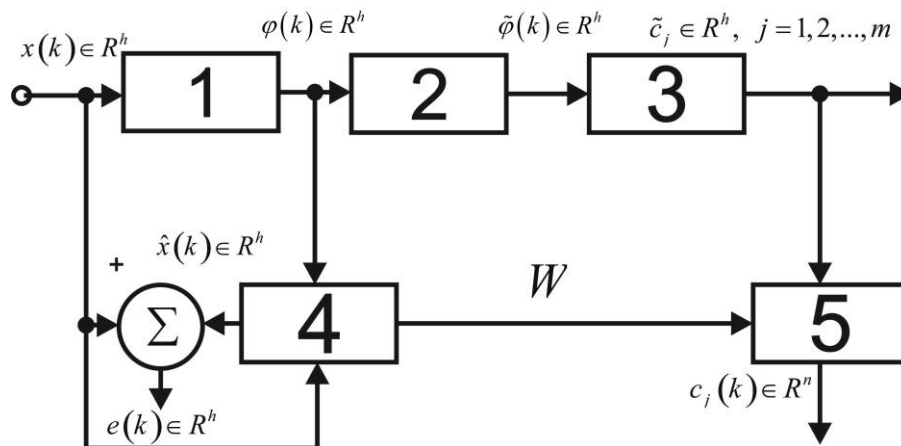 x(k)∈R^h
φ(k)∈R^h
φ̃(k)∈R^h
c̃_j∈R^h, j=1,2,...,m
1
2
3
+
x̂(k)∈R^h
W
Σ
4
5
e(k)∈R^h
c_j(k)∈R^n